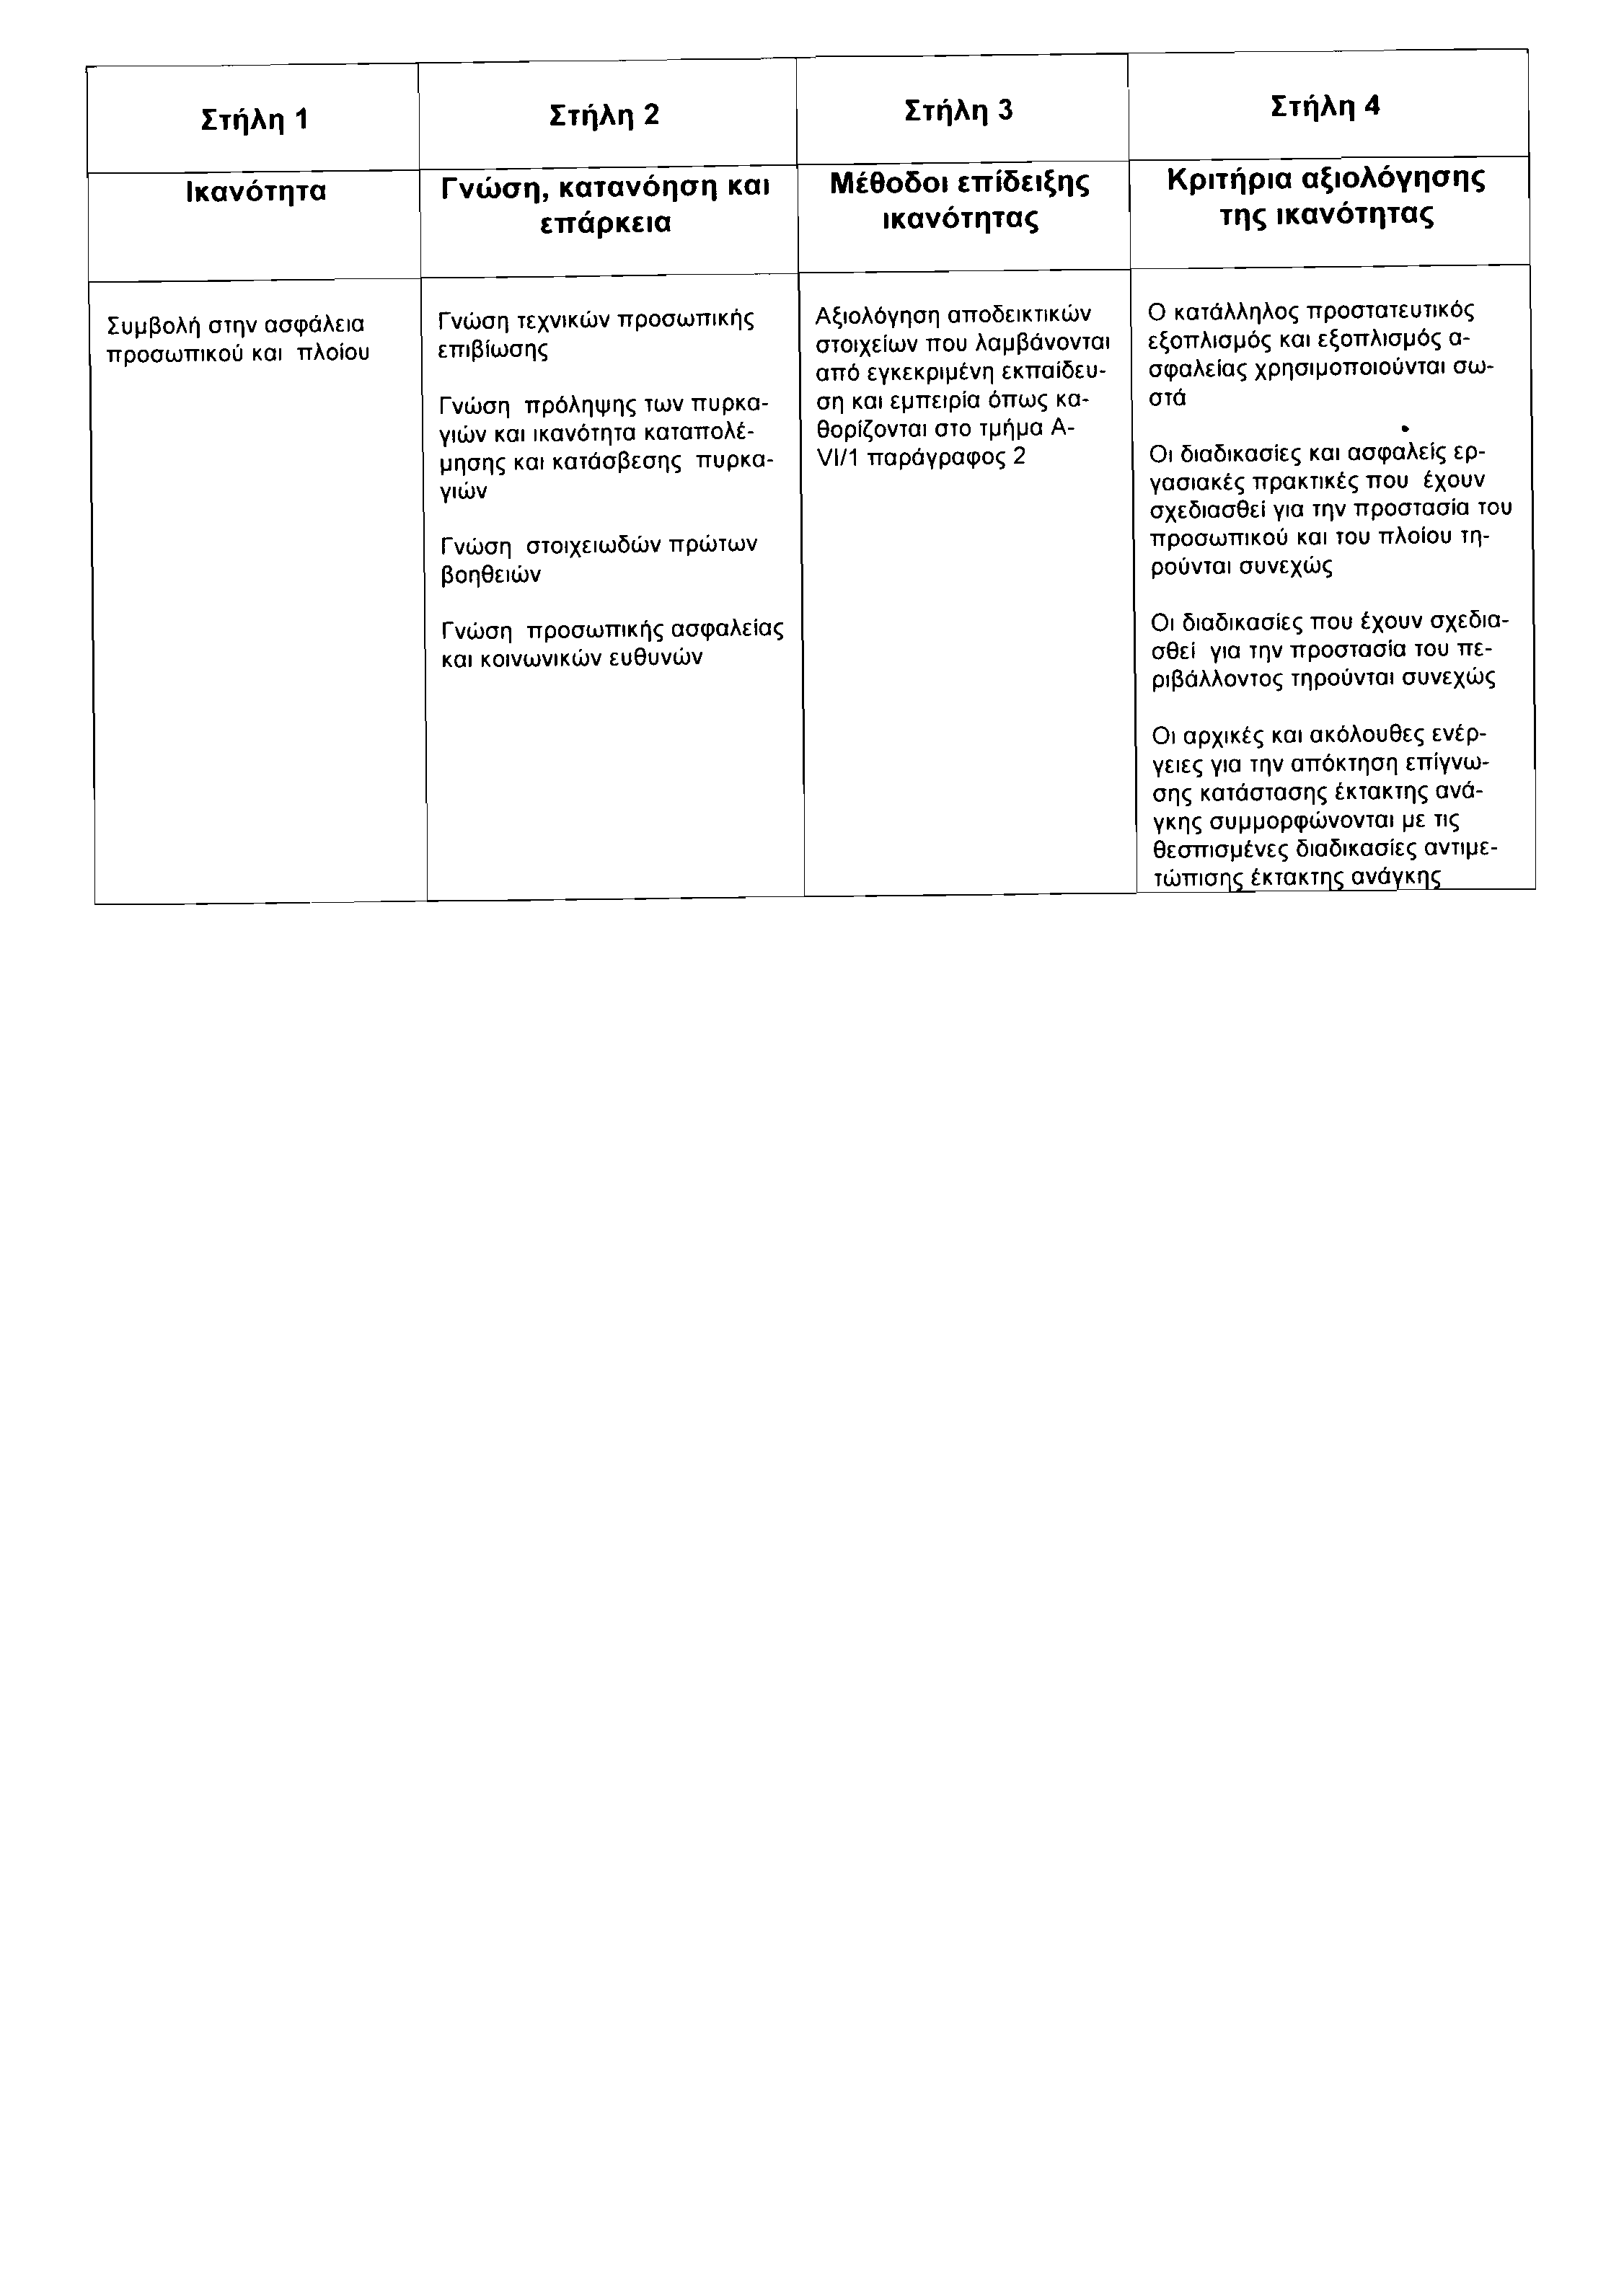 Στήλη 1
Στήλη 2
Στήλη 3
Στήλη 4
Ικανότητα
Γνώση, κατανόηση και
επάρκεια
Μέθοδοι επίδειξης
ικανότητας
Κριτήρια αξιολόγησης
της ικανότητας
Συμβολή στην ασφάλεια
προσωπικού και πλοίου
Γνώση τεχνικών προσωπικής
επιβίωσης
Γνώση πρόληψης των πυρκα-
γιών και ικανότητα καταπολέ-
μησης και κατάσβεσης πυρκα-
γιών
Γνώση στοιχειωδών πρώτων
βοηθειών
Γνώση προσωπικής ασφαλείας
και κοινωνικών ευθυνών
Αξιολόγηση αποδεικτικών
στοιχείων που λαμβάνονται
από εγκεκριμένη εκπαίδευ-
ση και εμπειρία όπως κα-
θορίζονται στο τμήμα Α-
VI/1 παράγραφος 2
Ο κατάλληλος προστατευτικός
εξοπλισμός και εξοπλισμός α-
σφαλείας χρησιμοποιούνται σω-
στά
Οι διαδικασίες και ασφαλείς ερ-
γασιακές πρακτικές που έχουν
σχεδιασθεί για την προστασία του
προσωπικού και του πλοίου τη-
ρούνται συνεχώς
Οι διαδικασίες που έχουν σχεδια-
σθεί για την προστασία του πε-
ριβάλλοντος τηρούνται συνεχώς
Οι αρχικές και ακόλουθες ενέρ-
γειες για την απόκτηση επίγνω-
σης κατάστασης έκτακτης ανά-
γκης συμμορφώνονται με τις
θεσπισμένες διαδικασίες αντιμε-
τώπισης έκτακτης ανάγκης